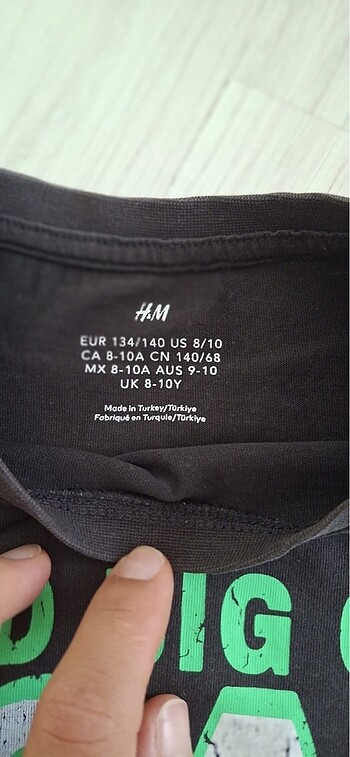 H&M
EUR 134/140 US 8/10
CA 8-10A CN 140/68
MX 8-10A AUS 9-10
UK 8-10Y
Made in Turkey/Türkiye
Fabriqué en Turquie/Türkiye
BIG